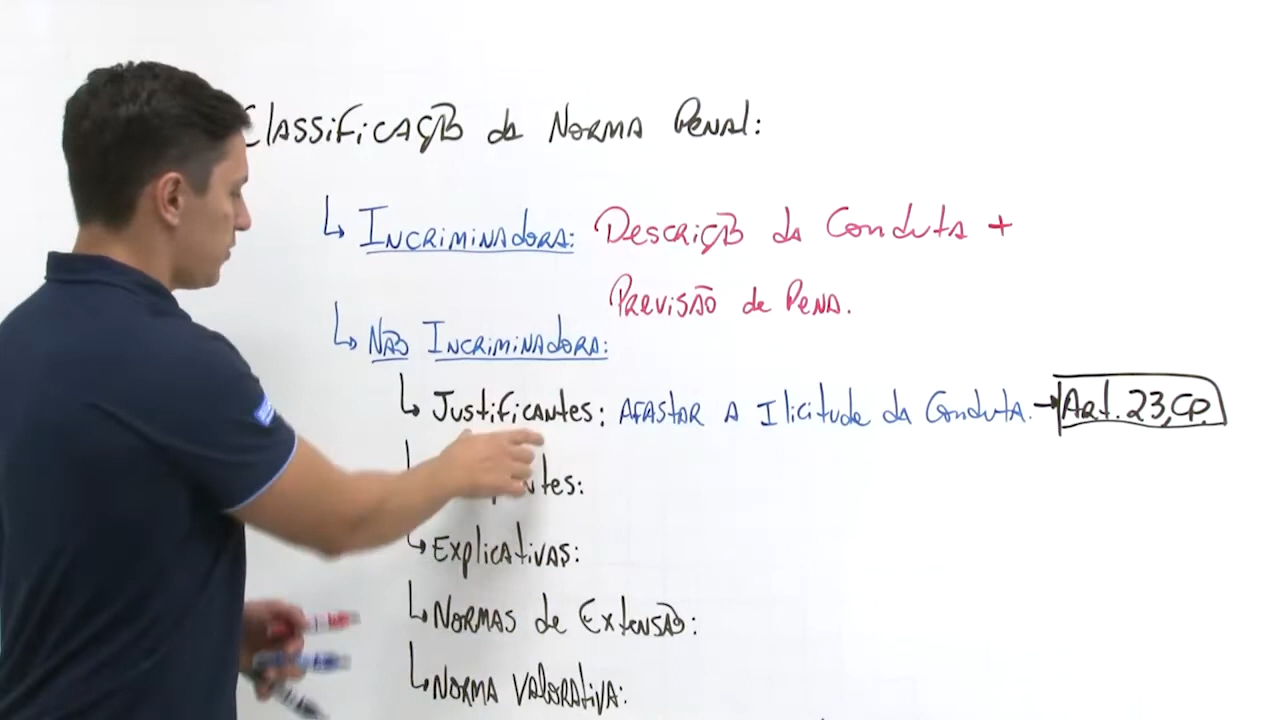 Classificação da Norma Penal:
↳ Incriminadora: Descrição da Conduta +
Previsão de Pena.
↳ Não Incriminadora:
↳ Justificantes: Afastar a Ilicitude da Conduta. → Art. 23, CP.
↳ Explicativas:
↳ Normas de Extensão:
↳ Norma Valorativa: